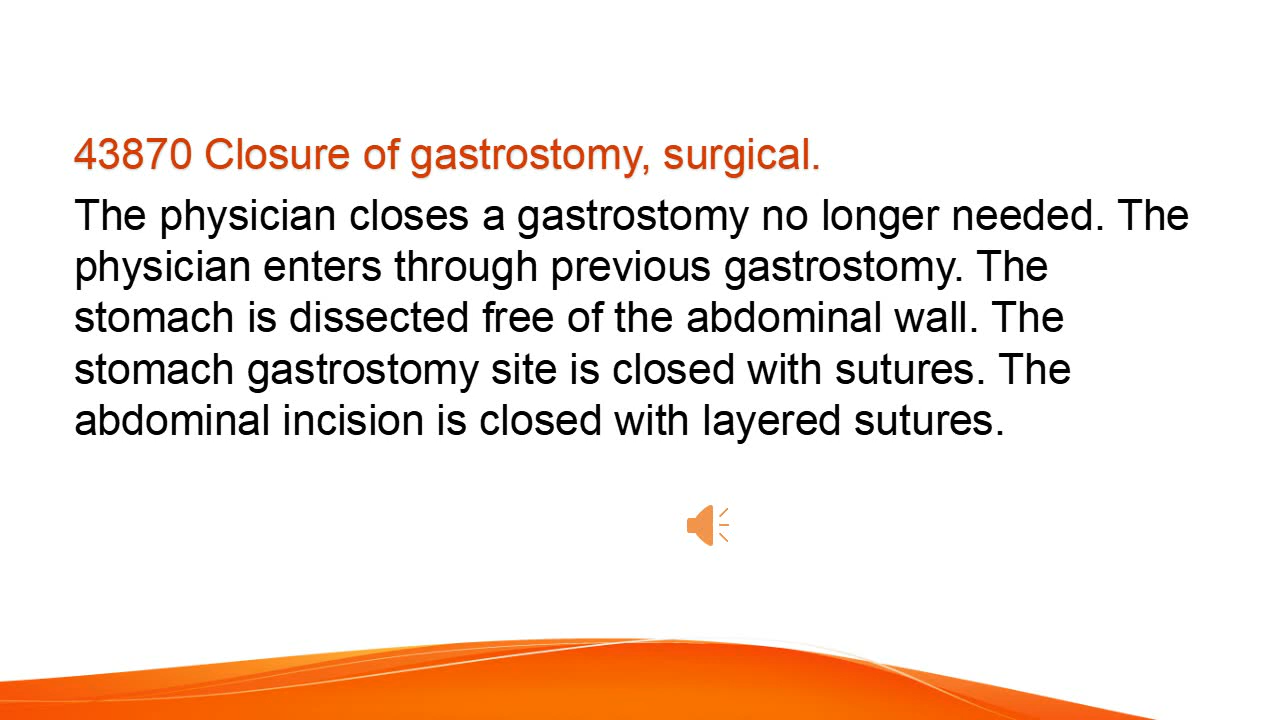 43870 Closure of gastrostomy, surgical.
The physician closes a gastrostomy no longer needed. The
physician enters through previous gastrostomy. The
stomach is dissected free of the abdominal wall. The
stomach gastrostomy site is closed with sutures. The
abdominal incision is closed with layered sutures.